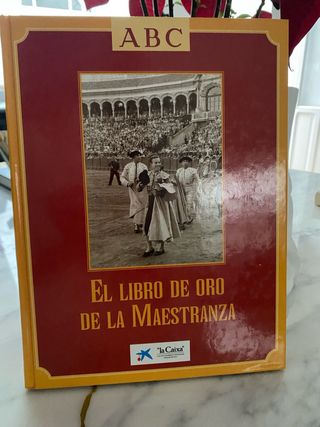 ABC
EL LIBRO DE ORO
DE LA MAESTRANZA
"la Caixa"